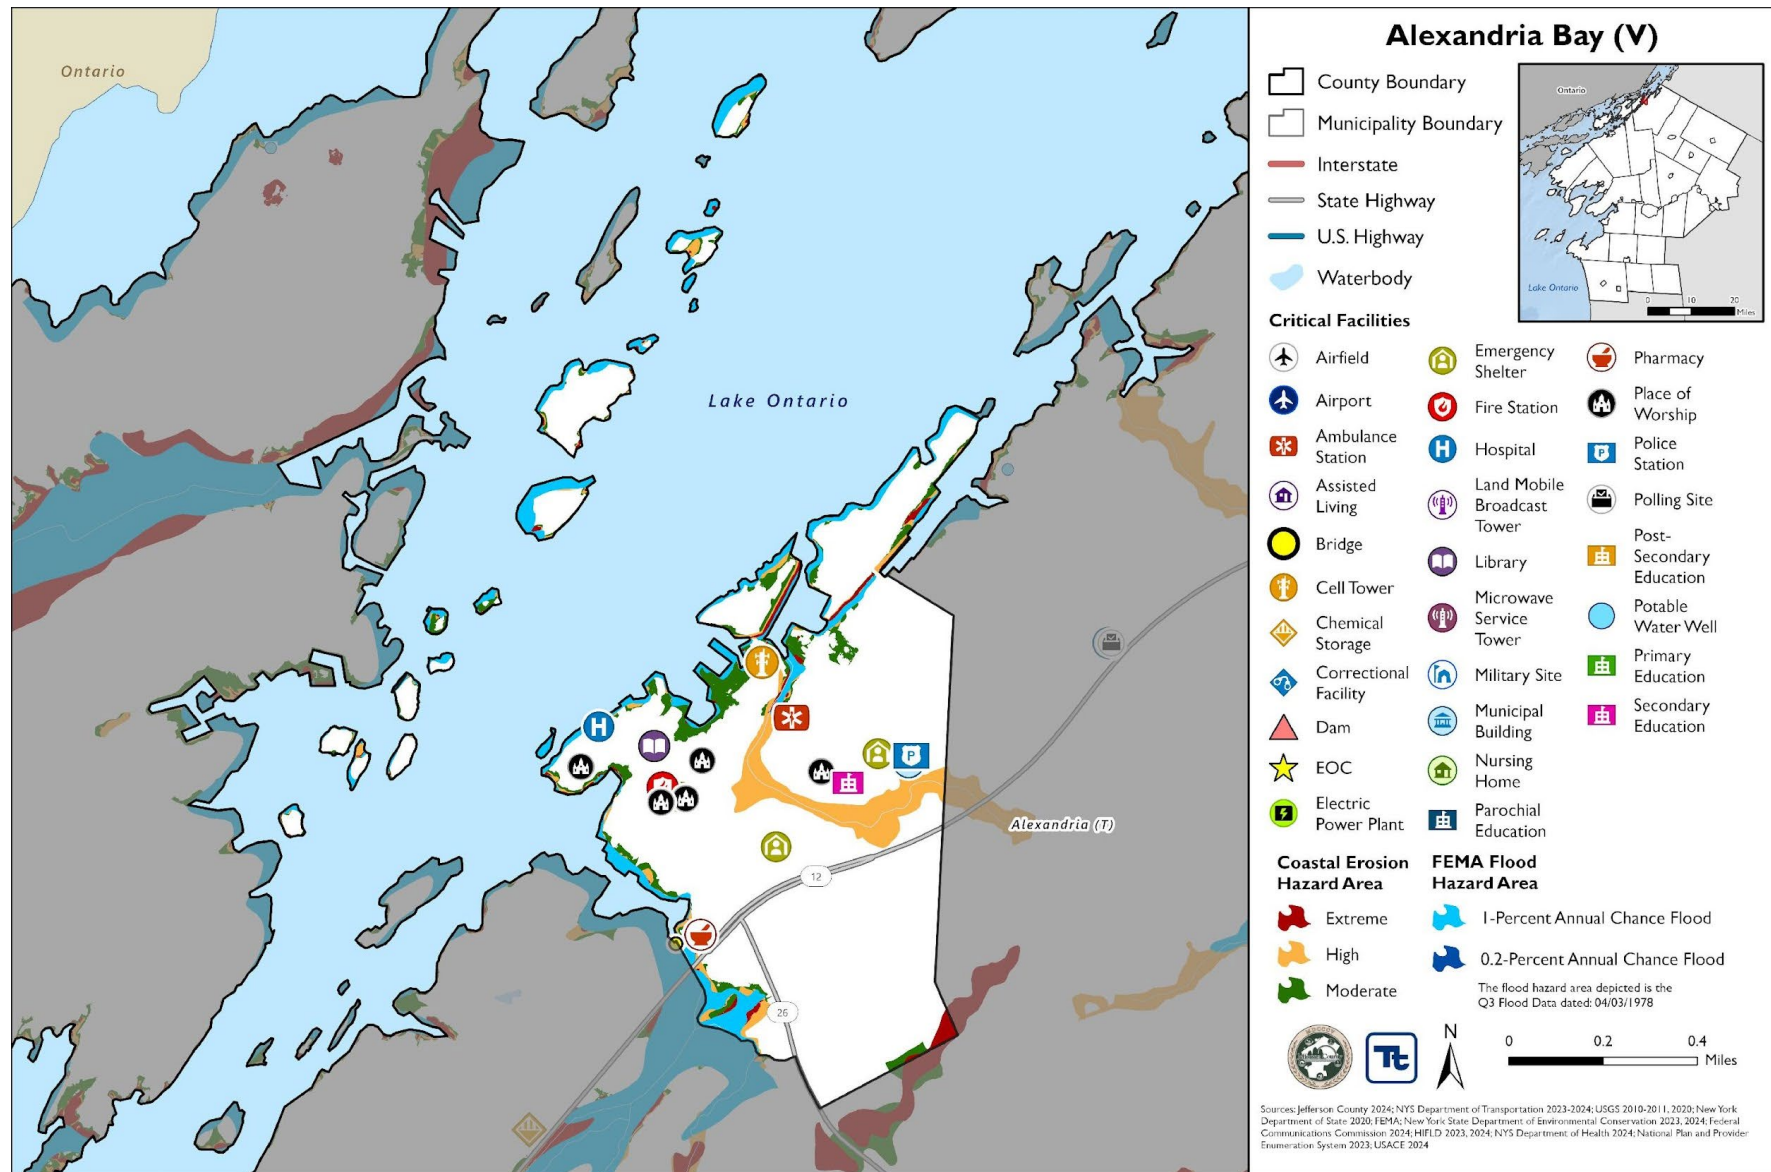 Alexandria Bay (V)
Ontario
Lake Ontario
Alexandria (T)
12
26
County Boundary
Municipality Boundary
Interstate
State Highway
U.S. Highway
Waterbody
Ontario
Lake Ontario
0 10 20
Miles
Critical Facilities
Airfield
Airport
Ambulance
Station
Assisted
Living
Bridge
Cell Tower
Chemical
Storage
Correctional
Facility
Dam
EOC
Electric
Power Plant
Emergency
Shelter
Fire Station
Hospital
Land Mobile
Broadcast
Tower
Library
Microwave
Service
Tower
Military Site
Municipal
Building
Nursing
Home
Parochial
Education
Pharmacy
Place of
Worship
Police
Station
Polling Site
Post-
Secondary
Education
Potable
Water Well
Primary
Education
Secondary
Education
Coastal Erosion
Hazard Area
Extreme
High
Moderate
FEMA Flood
Hazard Area
1-Percent Annual Chance Flood
0.2-Percent Annual Chance Flood
The flood hazard area depicted is the
Q3 Flood Data dated: 04/03/1978
Tt
N
0 0.2 0.4
Miles
Sources: Jefferson County 2024; NYS Department of Transportation 2023-2024; USGS 2010-2011, 2020; New York
Department of State 2020; FEMA; New York State Department of Environmental Conservation 2023, 2024; Federal
Communications Commission 2024; HIFLD 2023, 2024; NYS Department of Health 2024; National Plan and Provider
Enumeration System 2023; USACE 2024